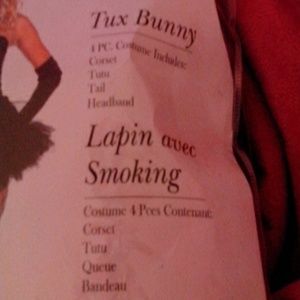 Tux Bunny
4 PC. Costume Includes:
Corset
Tutu
Tail
Headband
Lapin avec
Smoking
Costume 4 Pces Contenant:
Corset
Tutu
Queue
Bandeau